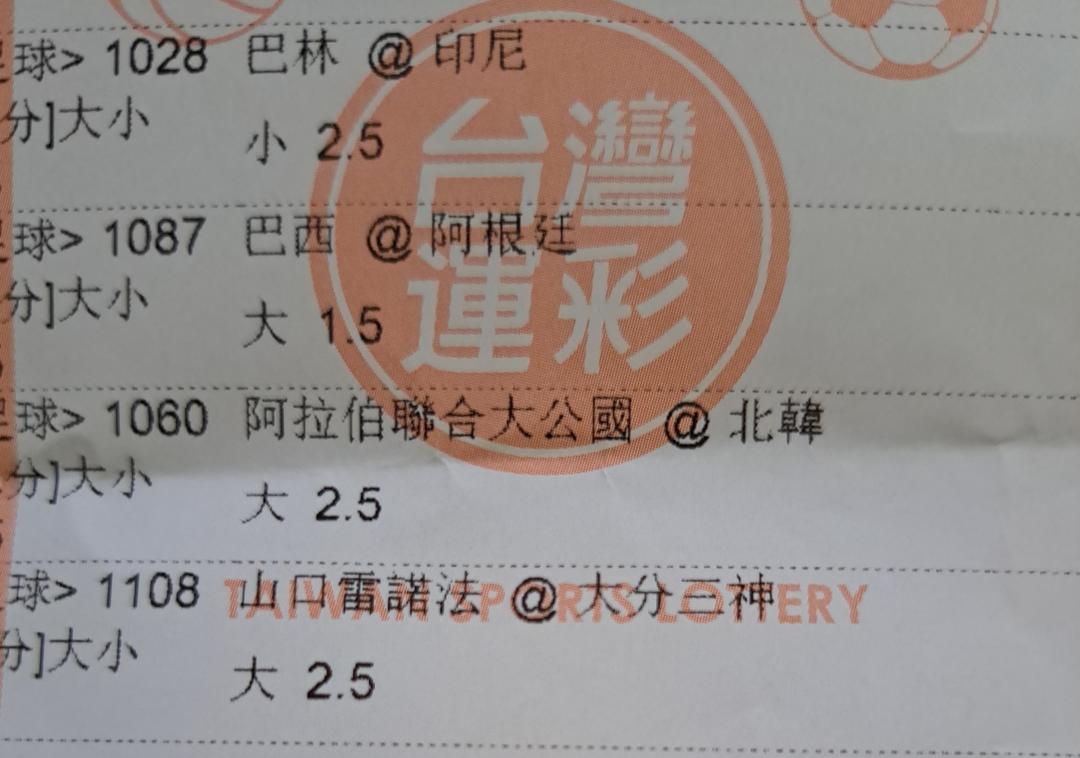 球> 1028 巴林 @ 印尼
分]大小
小 2.5
球> 1087 巴西 @ 阿根廷
分]大小
大 1.5
球> 1060 阿拉伯聯合大公國 @ 北韓
分]大小
大 2.5
球> 1108 山口雷諾法 @ 大分三神
分]大小
大 2.5
台灣
運彩
TAIWAN SPORTS LOTTERY